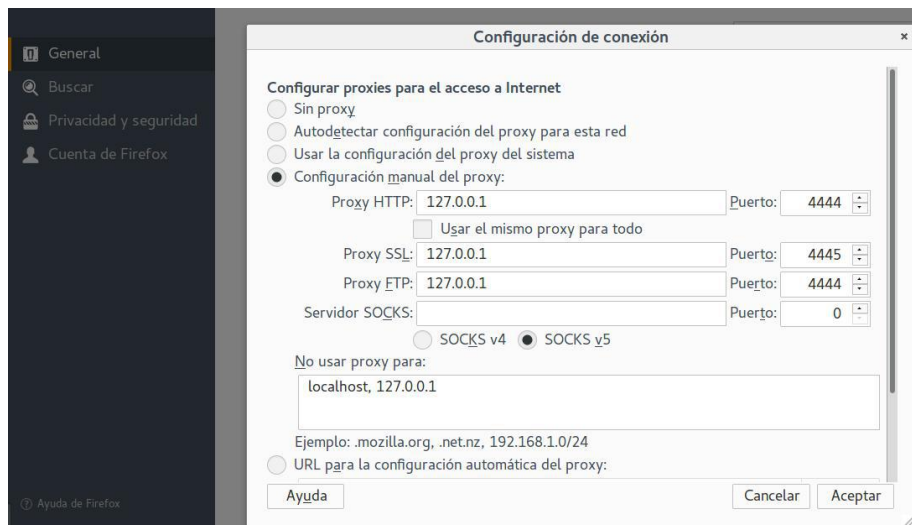 General
Buscar
Privacidad y seguridad
Cuenta de Firefox
Ayuda de Firefox
Configuración de conexión
Configurar proxies para el acceso a Internet
Sin proxy
Autodetectar configuración del proxy para esta red
Usar la configuración del proxy del sistema
Configuración manual del proxy:
Proxy HTTP: 127.0.0.1 Puerto: 4444
Usar el mismo proxy para todo
Proxy SSL: 127.0.0.1 Puerto: 4445
Proxy FTP: 127.0.0.1 Puerto: 4444
Servidor SOCKS: Puerto: 0
SOCKS v4 SOCKS v5
No usar proxy para:
localhost, 127.0.0.1
Ejemplo: .mozilla.org, .net.nz, 192.168.1.0/24
URL para la configuración automática del proxy:
Ayuda Cancelar Aceptar